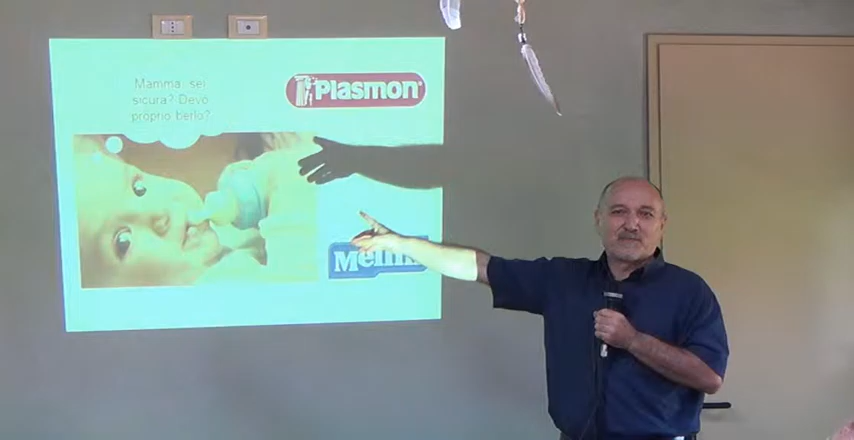 Mamma sei
sicura? Devo
proprio berlo?
Plasmon